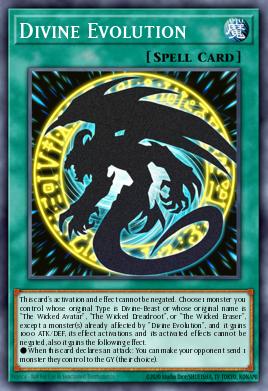 Divine Evolution
魔
[Spell Card]
This card's activation and effect cannot be negated. Choose 1 monster you
control whose original Type is Divine-Beast or whose original name is
"The Wicked Avatar", "The Wicked Dreadroot", or "The Wicked Eraser",
except a monster(s) already affected by "Divine Evolution", and it gains
1000 ATK/DEF, its effect activations and its activated effects cannot be
negated, also it gains the following effect.
●When this card declares an attack: You can make your opponent send 1
monster they control to the GY (their choice).